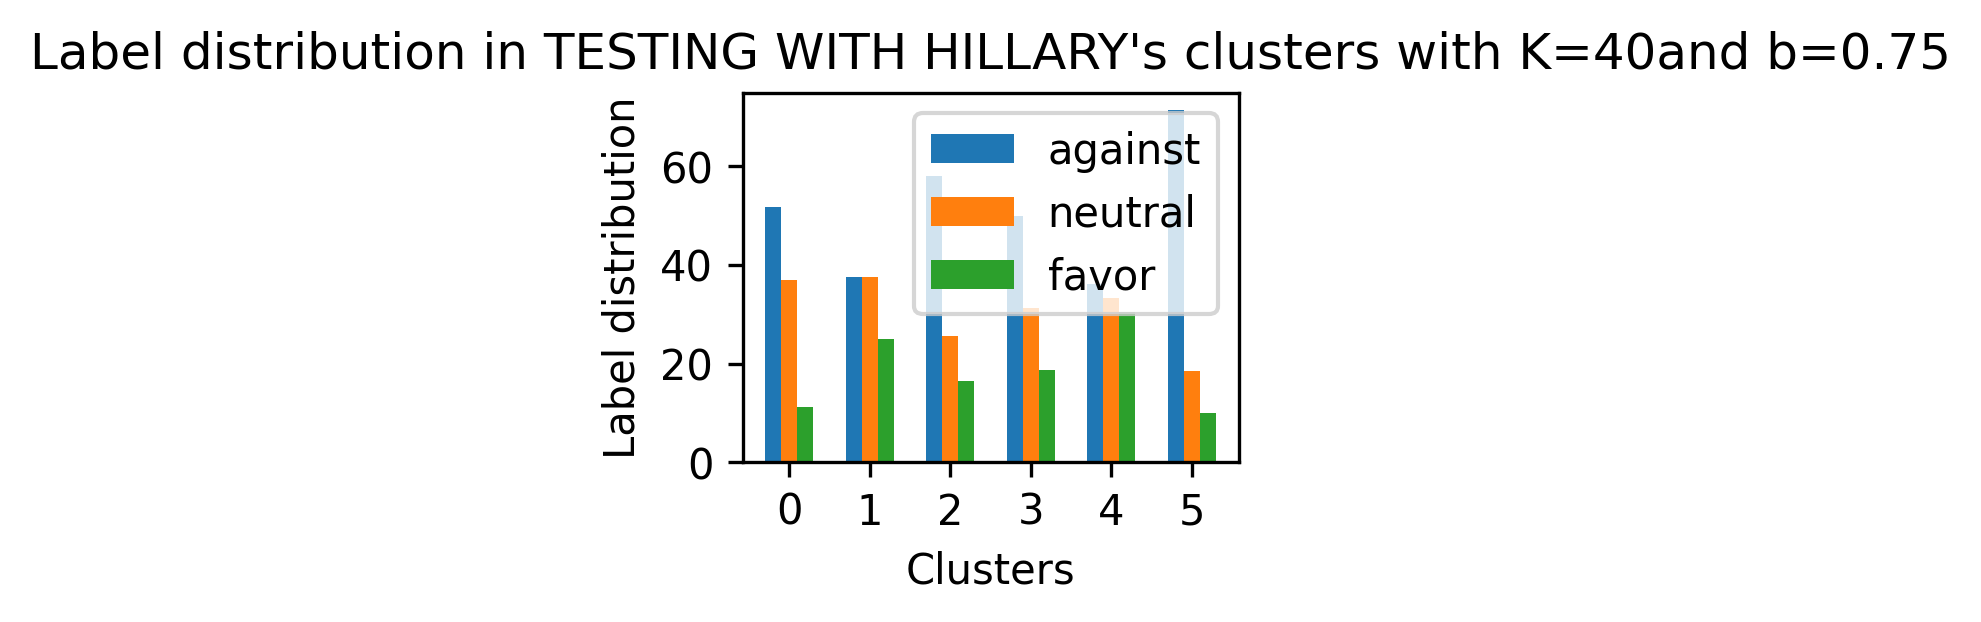 Label distribution in TESTING WITH HILLARY's clusters with K=40and b=0.75
Label distribution
60
40
20
0
against
neutral
favor
0 1 2 3 4 5
Clusters